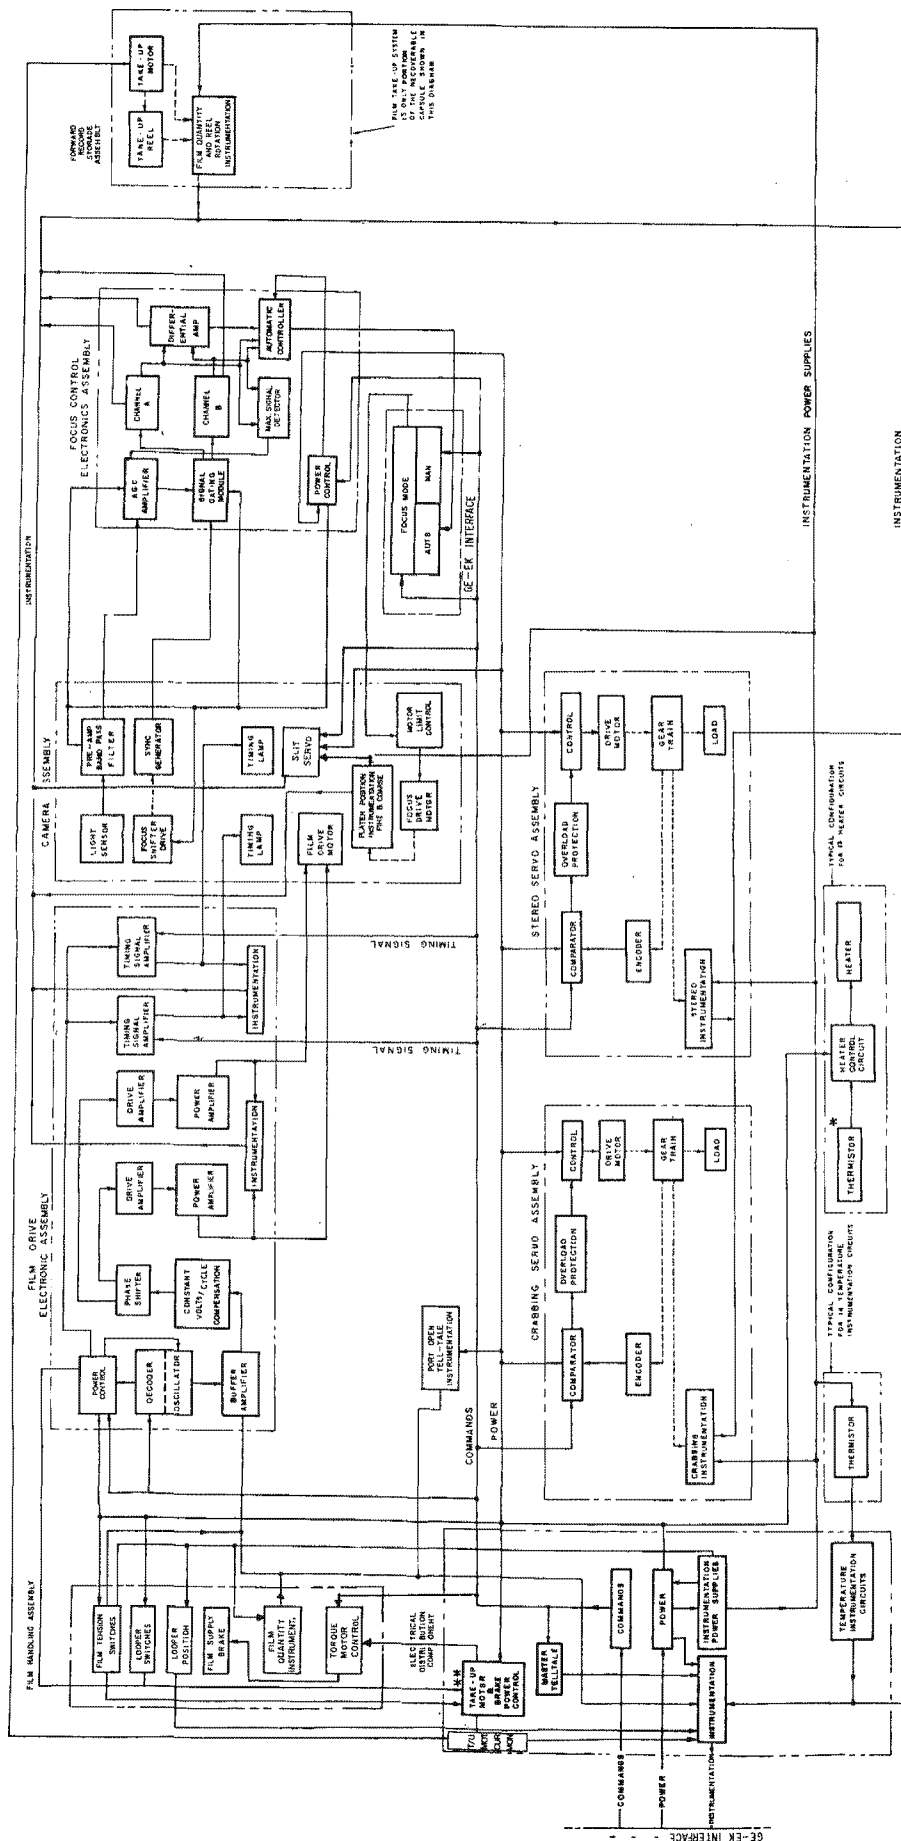 FORWARD
RECORD
STORAGE
ASSEMBLY
TAKE-UP
MOTOR
TAKE-UP
REEL
FILM QUANTITY
AND REEL
ROTATION
INSTRUMENTATION
FILM TAKE-UP SYSTEM
IS ONLY PORTION
OF THE RECOVERABLE
CAPSULE SHOWN IN
THIS DIAGRAM
INSTRUMENTATION
FOCUS CONTROL
ELECTRONICS ASSEMBLY
AGC
AMPLIFIER
SIGNAL
GATING
MODULE
CHANNEL
A
CHANNEL
B
DIFFER-
ENTIAL
AMP
MAX. SIGNAL
DETECTOR
AUTOMATIC
CONTROLLER
POWER
CONTROL
FOCUS MODE
AUTO
MAN
GE-EK INTERFACE
CAMERA ASSEMBLY
LIGHT
SENSOR
PRE-AMP
BAND PASS
FILTER
FOCUS
SHIFTER
DRIVE
SYNC
GENERATOR
TIMING
LAMP
TIMING
LAMP
FILM
DRIVE
MOTOR
SLIT
SERVO
PLATEN POSITION
INSTRUMENTATION
FINE & COARSE
FOCUS
DRIVE
MOTOR
MOTOR
LIMIT
CONTROL
FILM DRIVE
ELECTRONIC ASSEMBLY
POWER
CONTROL
DECODER
OSCILLATOR
BUFFER
AMPLIFIER
PHASE
SHIFTER
CONSTANT
VOLTS/CYCLE
COMPENSATION
DRIVE
AMPLIFIER
POWER
AMPLIFIER
DRIVE
AMPLIFIER
POWER
AMPLIFIER
INSTRUMENTATION
TIMING
SIGNAL
AMPLIFIER
TIMING
SIGNAL
AMPLIFIER
INSTRUMENTATION
TIMING SIGNAL
TIMING SIGNAL
FILM HANDLING ASSEMBLY
FILM TENSION
SWITCHES
LOOPER
SWITCHES
LOOPER
POSITION
FILM SUPPLY
BRAKE
FILM
QUANTITY
INSTRUMENT.
TORQUE
MOTOR
CONTROL
PORT OPEN
TELL-TALE
INSTRUMENTATION
COMMANDS
POWER
ELECTRICAL
DISTRIBUTION
COMPONENT
**
TAKE-UP
MOTOR
&
BRAKE
POWER
CONTROL
T/U
MOT
CUR
MON
MASTER
TELLTALE
COMMANDS
POWER
INSTRUMENTATION
POWER SUPPLIES
INSTRUMENTATION
TEMPERATURE
INSTRUMENTATION
CIRCUITS
COMMANDS
POWER
INSTRUMENTATION
GE-EK INTERFACE
CRABBING SERVO ASSEMBLY
COMPARATOR
OVERLOAD
PROTECTION
CONTROL
DRIVE
MOTOR
GEAR
TRAIN
LOAD
ENCODER
CRABBING
INSTRUMENTATION
STEREO SERVO ASSEMBLY
COMPARATOR
OVERLOAD
PROTECTION
CONTROL
DRIVE
MOTOR
GEAR
TRAIN
LOAD
ENCODER
STEREO
INSTRUMENTATION
INSTRUMENTATION POWER SUPPLIES
INSTRUMENTATION
TYPICAL CONFIGURATION
FOR TEMPERATURE
INSTRUMENTATION CIRCUITS
THERMISTOR
TYPICAL CONFIGURATION
FOR HEATER CIRCUITS
*
THERMISTOR
HEATER
CONTROL
CIRCUIT
HEATER